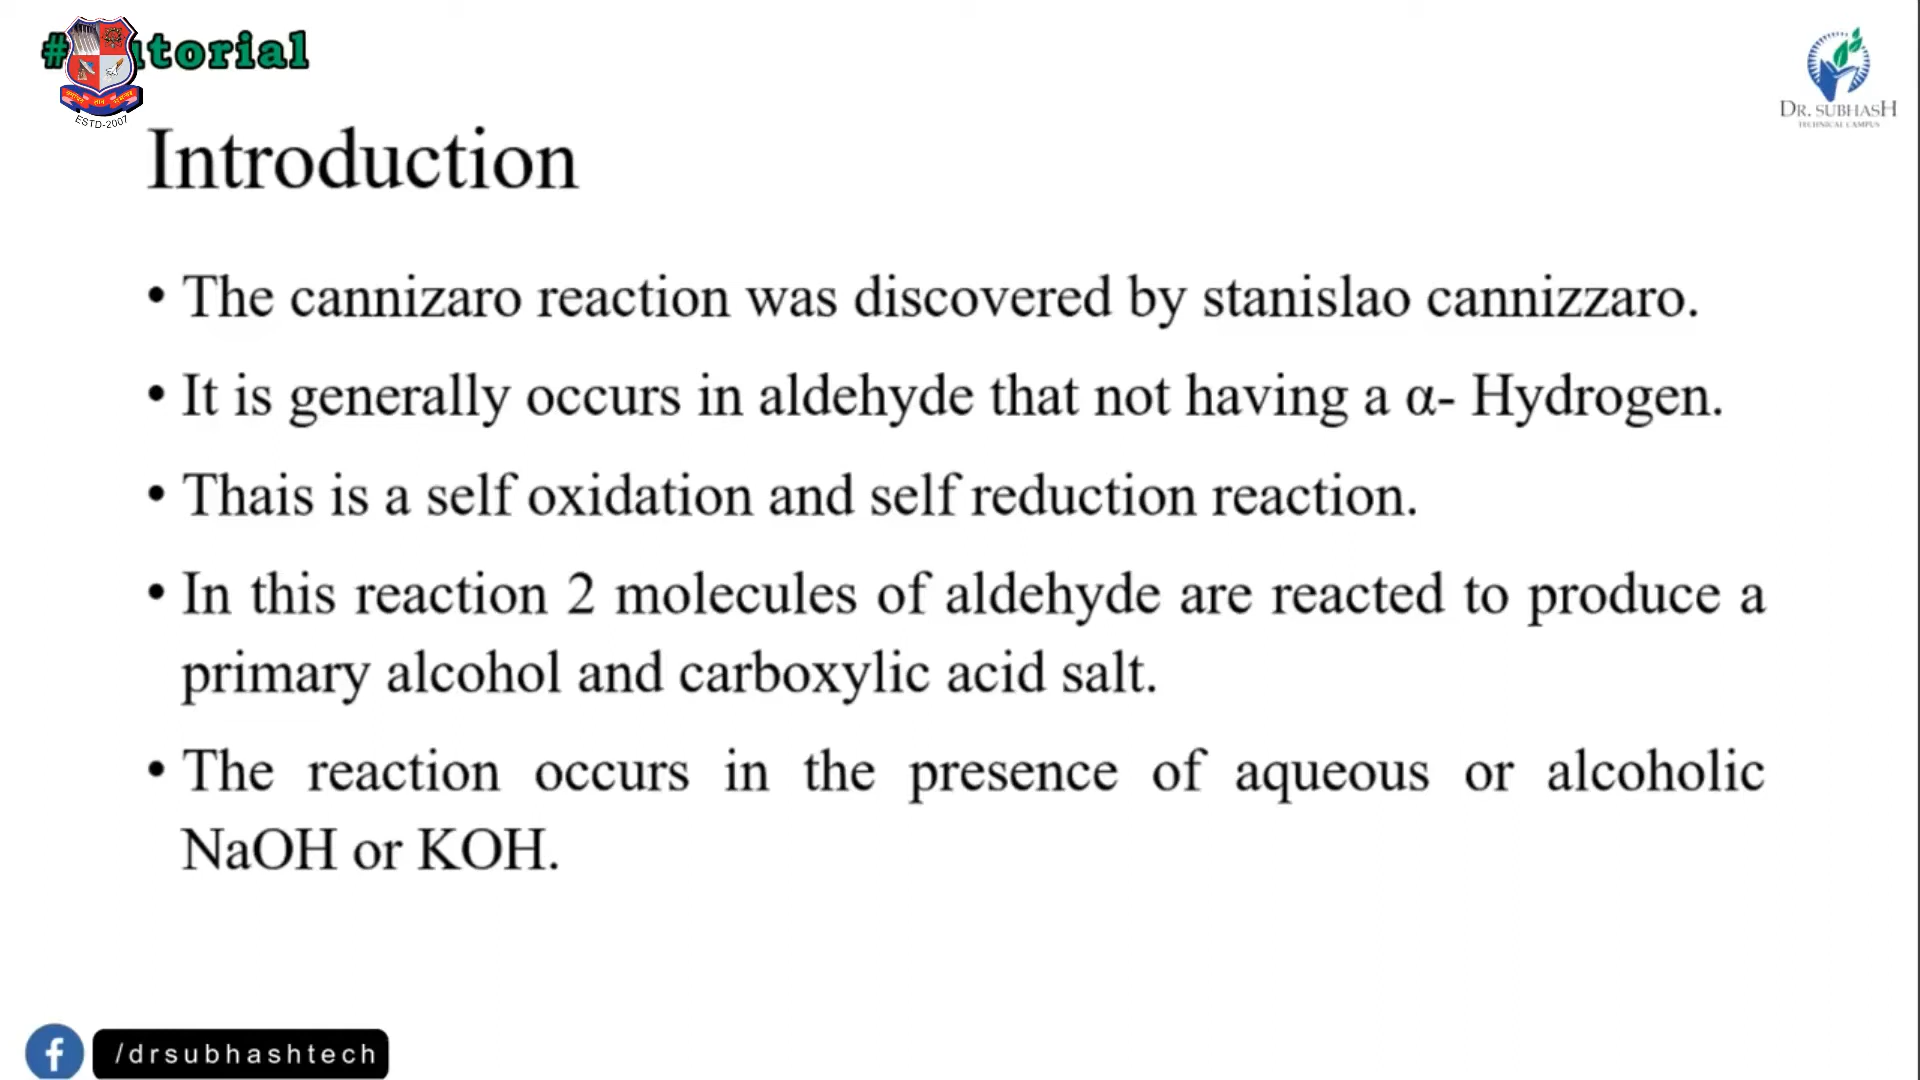 #
torial
ESTD-2007
DR. SUBHASH
TECHNICAL CAMPUS
Introduction
• The cannizaro reaction was discovered by stanislao cannizzaro.
• It is generally occurs in aldehyde that not having a α- Hydrogen.
• Thais is a self oxidation and self reduction reaction.
• In this reaction 2 molecules of aldehyde are reacted to produce a
primary alcohol and carboxylic acid salt.
• The reaction occurs in the presence of aqueous or alcoholic
NaOH or KOH.
/drsubhashtech